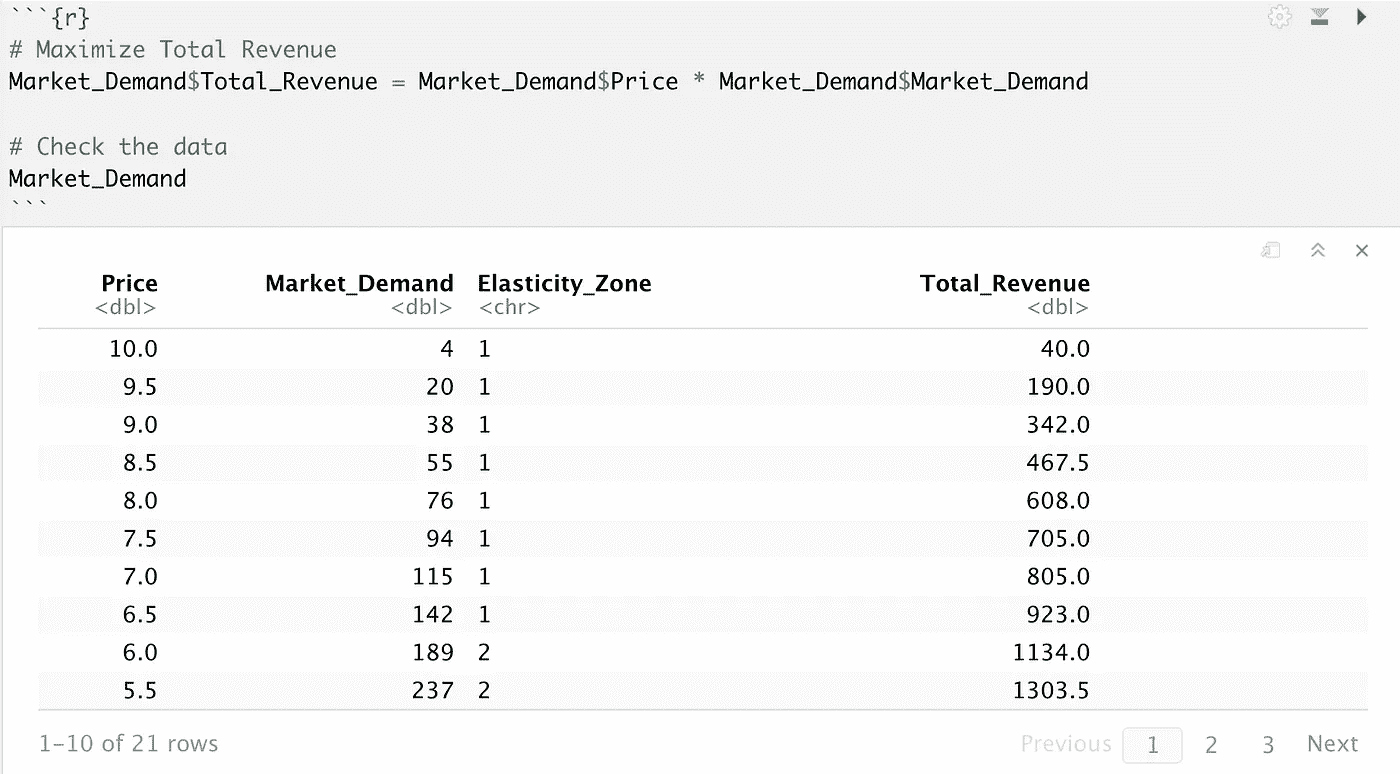 ```{r}
# Maximize Total Revenue
Market_Demand$Total_Revenue = Market_Demand$Price * Market_Demand$Market_Demand
# Check the data
Market_Demand
```
Price Market_Demand Elasticity_Zone Total_Revenue
<dbl> <dbl> <chr> <dbl>
10.0 4 1 40.0
9.5 20 1 190.0
9.0 38 1 342.0
8.5 55 1 467.5
8.0 76 1 608.0
7.5 94 1 705.0
7.0 115 1 805.0
6.5 142 1 923.0
6.0 189 2 1134.0
5.5 237 2 1303.5
1-10 of 21 rows Previous 1 2 3 Next